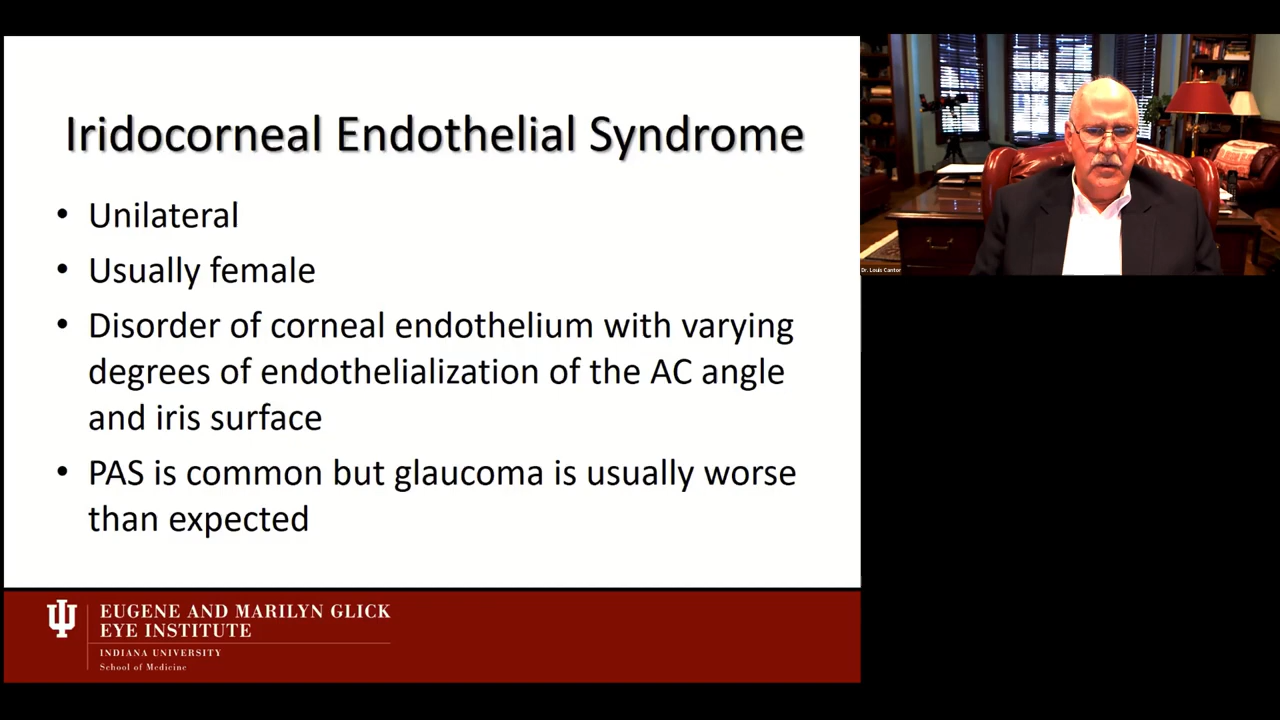 Iridocorneal Endothelial Syndrome
• Unilateral
• Usually female
• Disorder of corneal endothelium with varying
degrees of endothelialization of the AC angle
and iris surface
• PAS is common but glaucoma is usually worse
than expected
EUGENE AND MARILYN GLICK
EYE INSTITUTE
INDIANA UNIVERSITY
School of Medicine
Dr. Louis Cantor